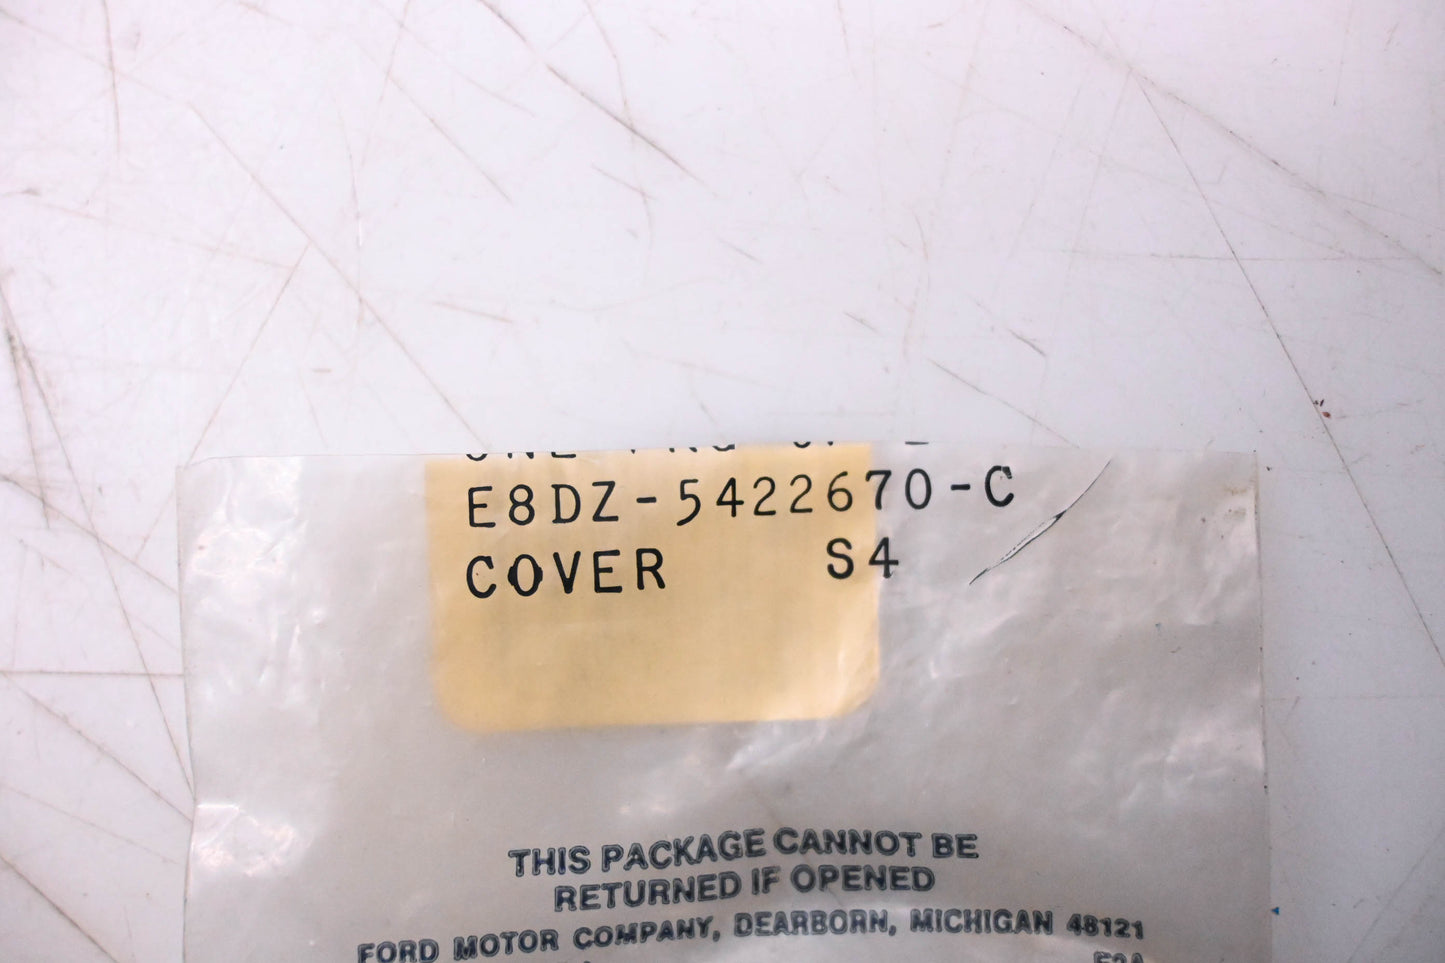 E8DZ-5422670-C
COVER S4
THIS PACKAGE CANNOT BE
RETURNED IF OPENED
FORD MOTOR COMPANY, DEARBORN, MICHIGAN 48121